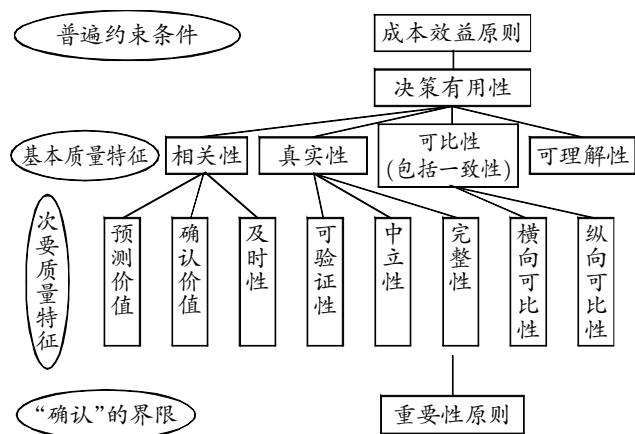 普遍约束条件
成本效益原则
决策有用性
基本质量特征
相关性
真实性
可比性
(包括一致性)
可理解性
次要质量特征
预测价值
确认价值
及时性
可验证性
中立性
完整性
横向可比性
纵向可比性
“确认”的界限
重要性原则